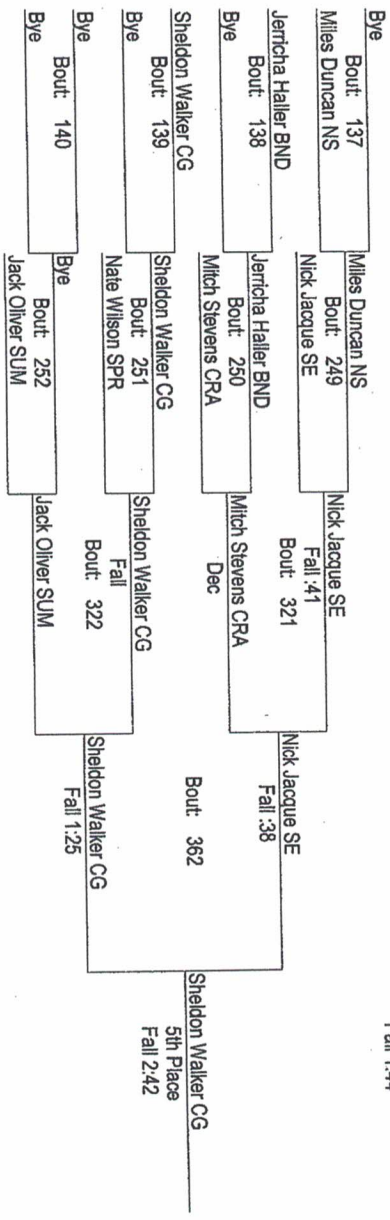 Bye
Bout: 137
Miles Duncan NS
Jerricha Haller BND
Bout: 138
Bye
Sheldon Walker CG
Bout: 139
Bye
Bye
Bout: 140
Bye
Miles Duncan NS
Bout: 249
Nick Jacque SE
Jerricha Haller BND
Bout: 250
Mitch Stevens CRA
Sheldon Walker CG
Bout: 251
Nate Wilson SPR
Bye
Bout: 252
Jack Oliver SUM
Nick Jacque SE
Fall :41
Bout: 321
Mitch Stevens CRA
Dec
Sheldon Walker CG
Fall
Bout: 322
Jack Oliver SUM
Nick Jacque SE
Fall :38
Bout: 362
Sheldon Walker CG
Fall 1:25
Sheldon Walker CG
5th Place
Fall 2:42